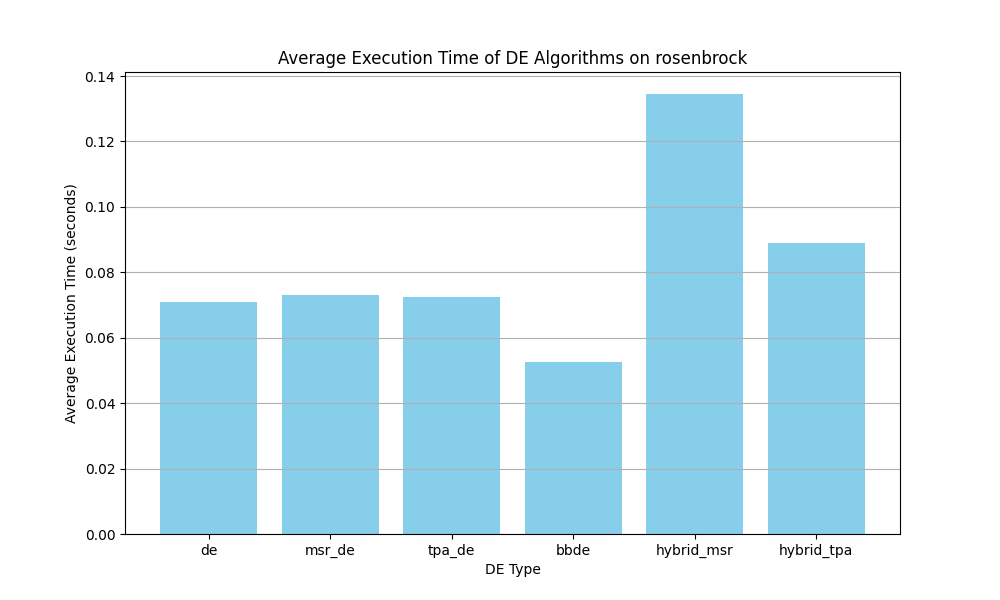 Average Execution Time of DE Algorithms on rosenbrock
Average Execution Time (seconds)
0.14
0.12
0.10
0.08
0.06
0.04
0.02
0.00
de msr_de tpa_de bbde hybrid_msr hybrid_tpa
DE Type